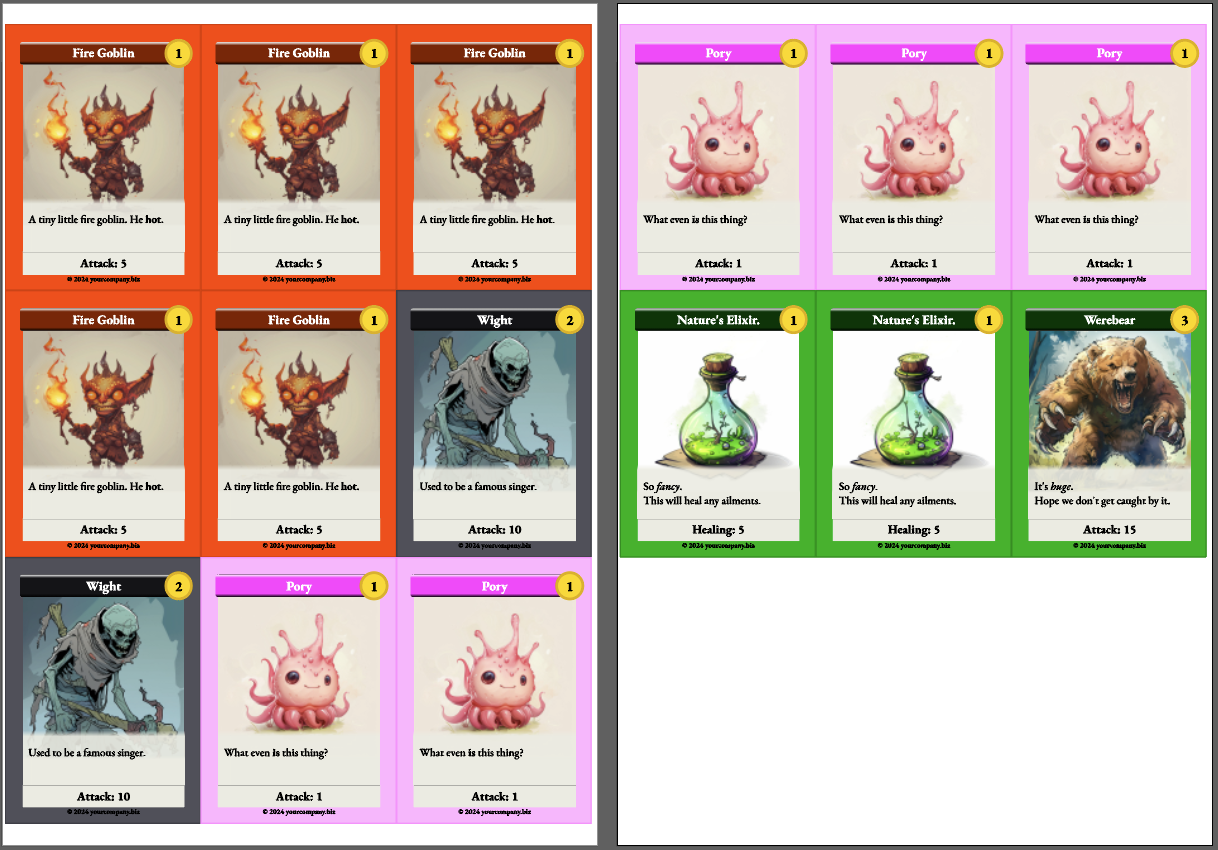 Fire Goblin
1
A tiny little fire goblin. He hot.
Attack: 5
© 2024 yourcompany.biz
Fire Goblin
1
A tiny little fire goblin. He hot.
Attack: 5
© 2024 yourcompany.biz
Fire Goblin
1
A tiny little fire goblin. He hot.
Attack: 5
© 2024 yourcompany.biz
Fire Goblin
1
A tiny little fire goblin. He hot.
Attack: 5
© 2024 yourcompany.biz
Fire Goblin
1
A tiny little fire goblin. He hot.
Attack: 5
© 2024 yourcompany.biz
Wight
2
Used to be a famous singer.
Attack: 10
© 2024 yourcompany.biz
Wight
2
Used to be a famous singer.
Attack: 10
© 2024 yourcompany.biz
Pory
1
What even is this thing?
Attack: 1
© 2024 yourcompany.biz
Pory
1
What even is this thing?
Attack: 1
© 2024 yourcompany.biz
Pory
1
What even is this thing?
Attack: 1
© 2024 yourcompany.biz
Pory
1
What even is this thing?
Attack: 1
© 2024 yourcompany.biz
Pory
1
What even is this thing?
Attack: 1
© 2024 yourcompany.biz
Nature's Elixir.
1
So fancy.
This will heal any ailments.
Healing: 5
© 2024 yourcompany.biz
Nature's Elixir.
1
So fancy.
This will heal any ailments.
Healing: 5
© 2024 yourcompany.biz
Werebear
3
It's huge.
Hope we don't get caught by it.
Attack: 15
© 2024 yourcompany.biz